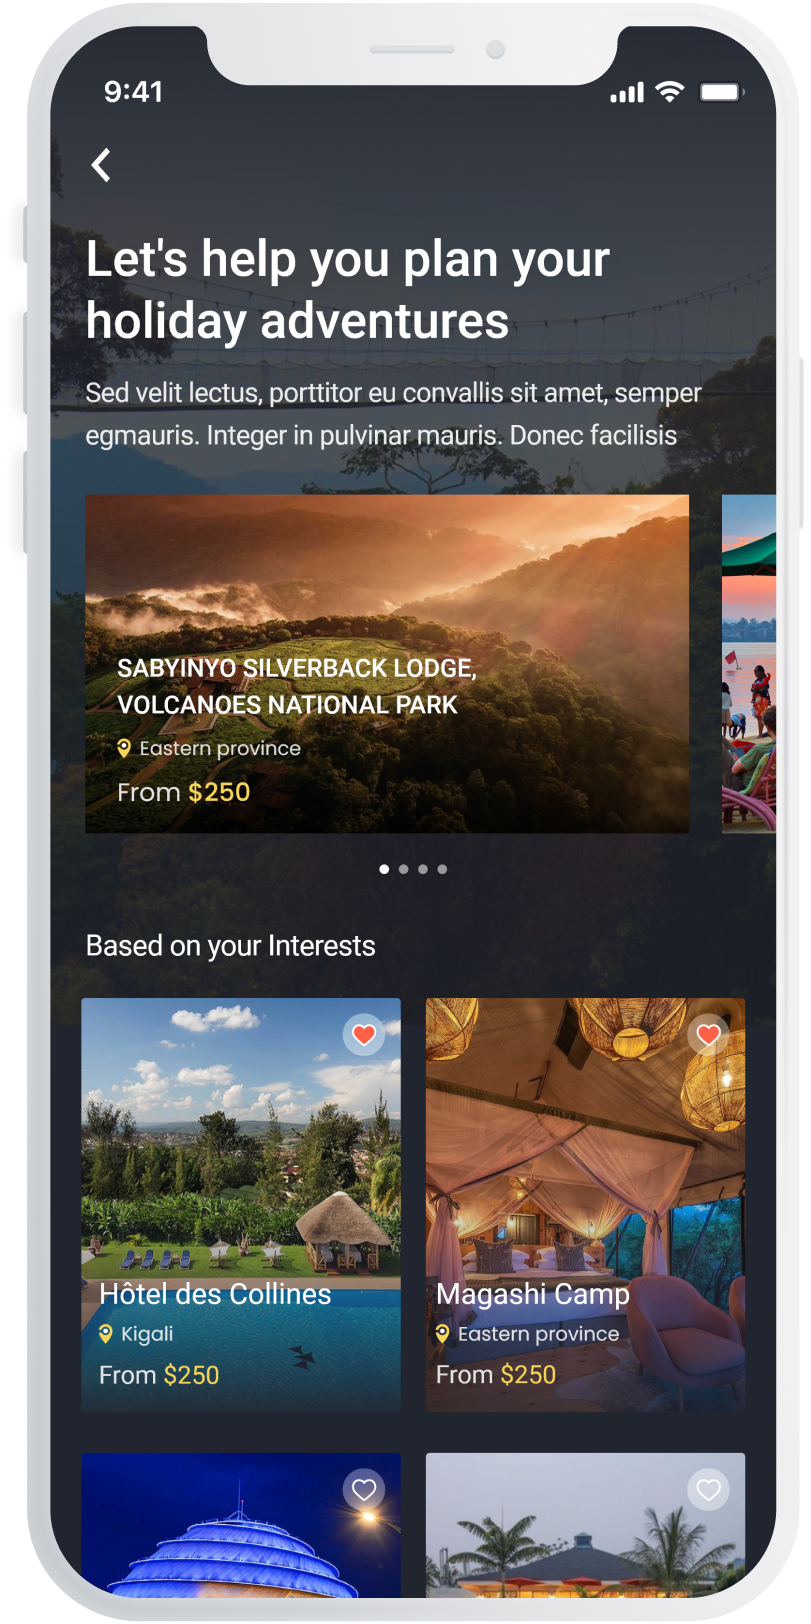 9:41
Let's help you plan your
holiday adventures
Sed velit lectus, porttitor eu convallis sit amet, semper
egmauris. Integer in pulvinar mauris. Donec facilisis
SABYINYO SILVERBACK LODGE,
VOLCANOES NATIONAL PARK
Eastern province
From $250
Based on your Interests
Hôtel des Collines
Kigali
From $250
Magashi Camp
Eastern province
From $250